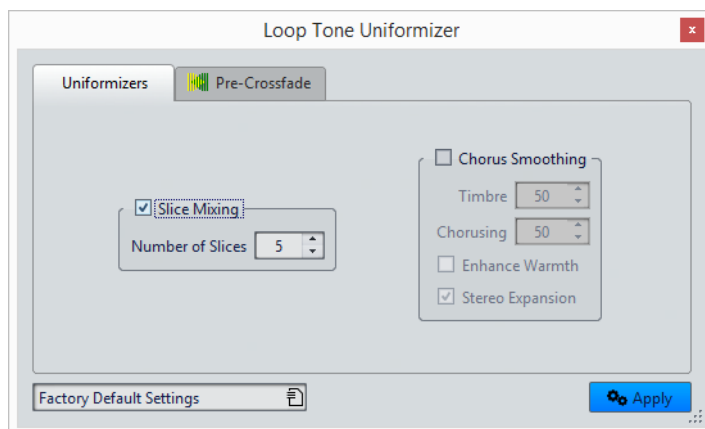 Loop Tone Uniformizer
x
Uniformizers
Pre-Crossfade
Slice Mixing
Number of Slices 5
Chorus Smoothing
Timbre 50
Chorusing 50
Enhance Warmth
Stereo Expansion
Factory Default Settings
Apply